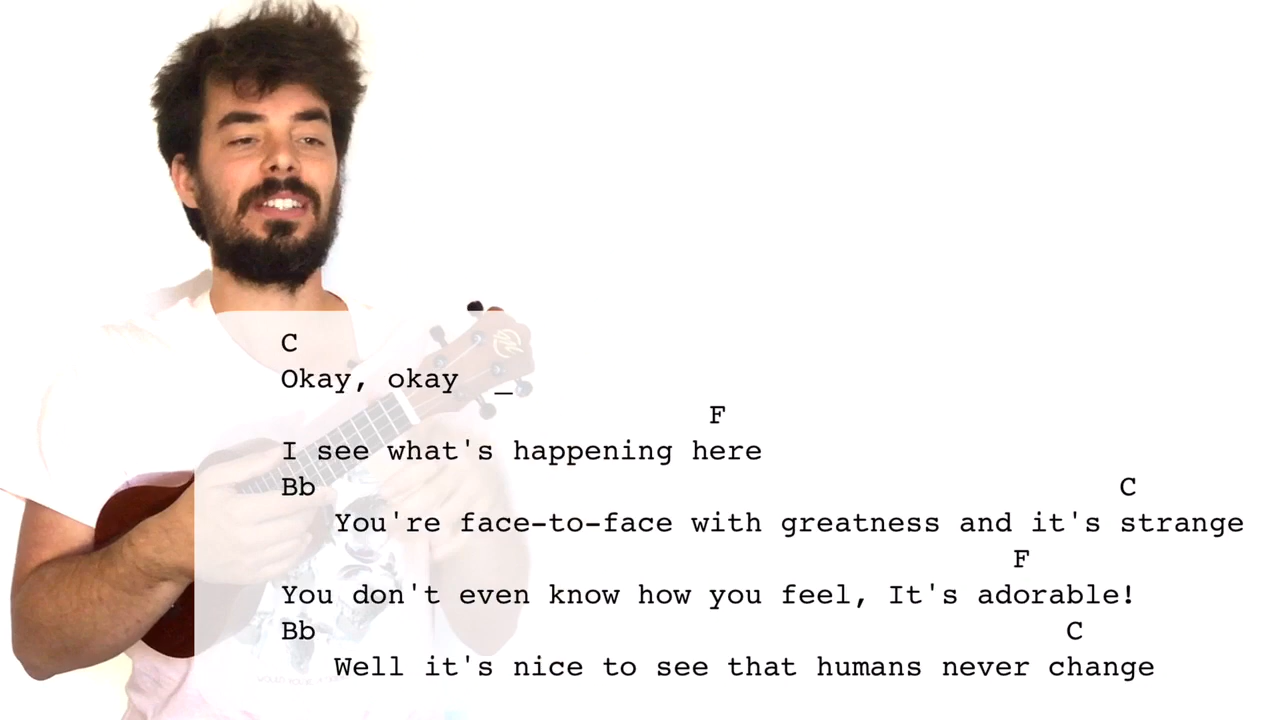 C
Okay, okay _
F
I see what's happening here
Bb C
You're face-to-face with greatness and it's strange
F
You don't even know how you feel, It's adorable!
Bb C
Well it's nice to see that humans never change